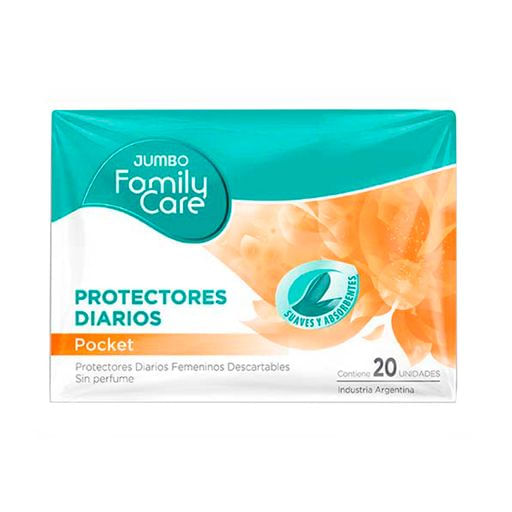 JUMBO
Family
Care
PROTECTORES
DIARIOS
Pocket
Protectores Diarios Femeninos Descartables
Sin perfume
SUAVES Y ABSORBENTES
Contiene 20 UNIDADES
Industria Argentina